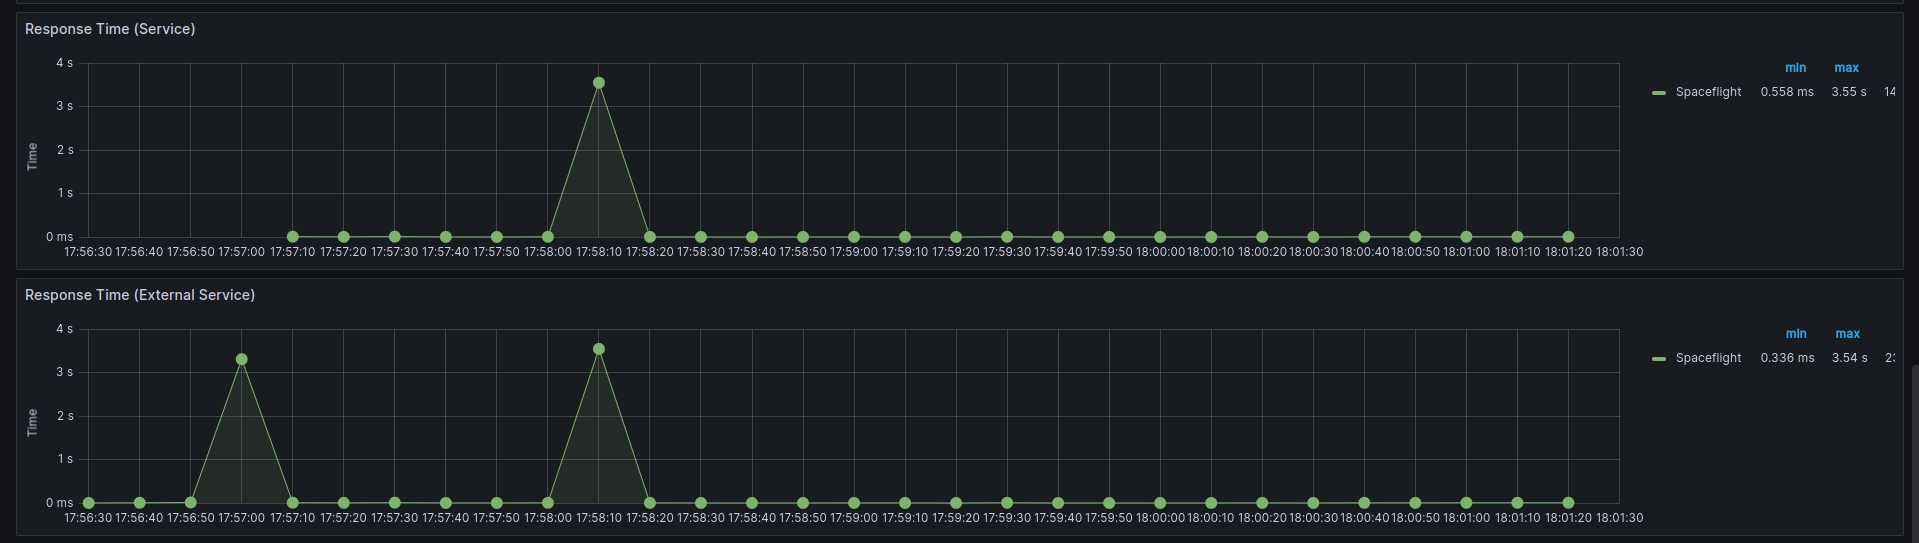 Response Time (Service)
min max
4 s
Spaceflight 0.558 ms 3.55 s 14
3 s
2 s
Time
1 s
0 ms
17:56:30 17:56:40 17:56:50 17:57:00 17:57:10 17:57:20 17:57:30 17:57:40 17:57:50 17:58:00 17:58:10 17:58:20 17:58:30 17:58:40 17:58:50 17:59:00 17:59:10 17:59:20 17:59:30 17:59:40 17:59:50 18:00:00 18:00:10 18:00:20 18:00:30 18:00:40 18:00:50 18:01:00 18:01:10 18:01:20 18:01:30
Response Time (External Service)
min max
4 s
Spaceflight 0.336 ms 3.54 s
3 s
2 s
Time
1 s
0 ms
17:56:30 17:56:40 17:56:50 17:57:00 17:57:10 17:57:20 17:57:30 17:57:40 17:57:50 17:58:00 17:58:10 17:58:20 17:58:30 17:58:40 17:58:50 17:59:00 17:59:10 17:59:20 17:59:30 17:59:40 17:59:50 18:00:00 18:00:10 18:00:20 18:00:30 18:00:40 18:00:50 18:01:00 18:01:10 18:01:20 18:01:30